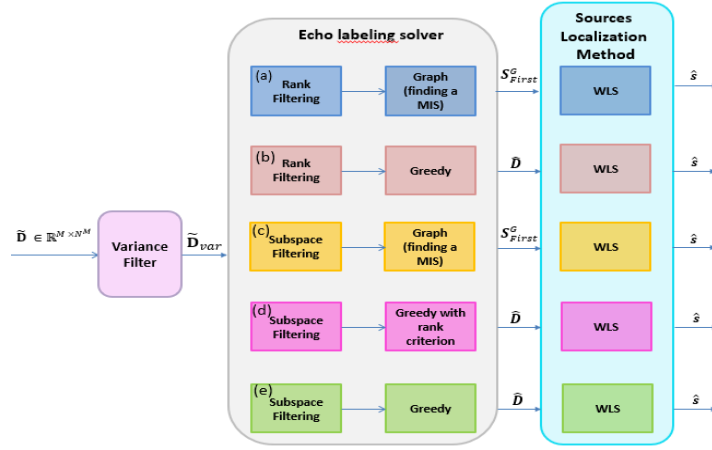 Echo labeling solver
Sources
Localization
Method
(a)
Rank
Filtering
Graph
(finding a
MIS)
S^G_First
WLS
ŝ
(b)
Rank
Filtering
Greedy
D̂
WLS
ŝ
D̃ ∈ ℝ^{M×N^M}
Variance
Filter
D̃_var
(c)
Subspace
Filtering
Graph
(finding a
MIS)
S^G_First
WLS
ŝ
(d)
Subspace
Filtering
Greedy with
rank
criterion
D̂
WLS
ŝ
(e)
Subspace
Filtering
Greedy
D̂
WLS
ŝ